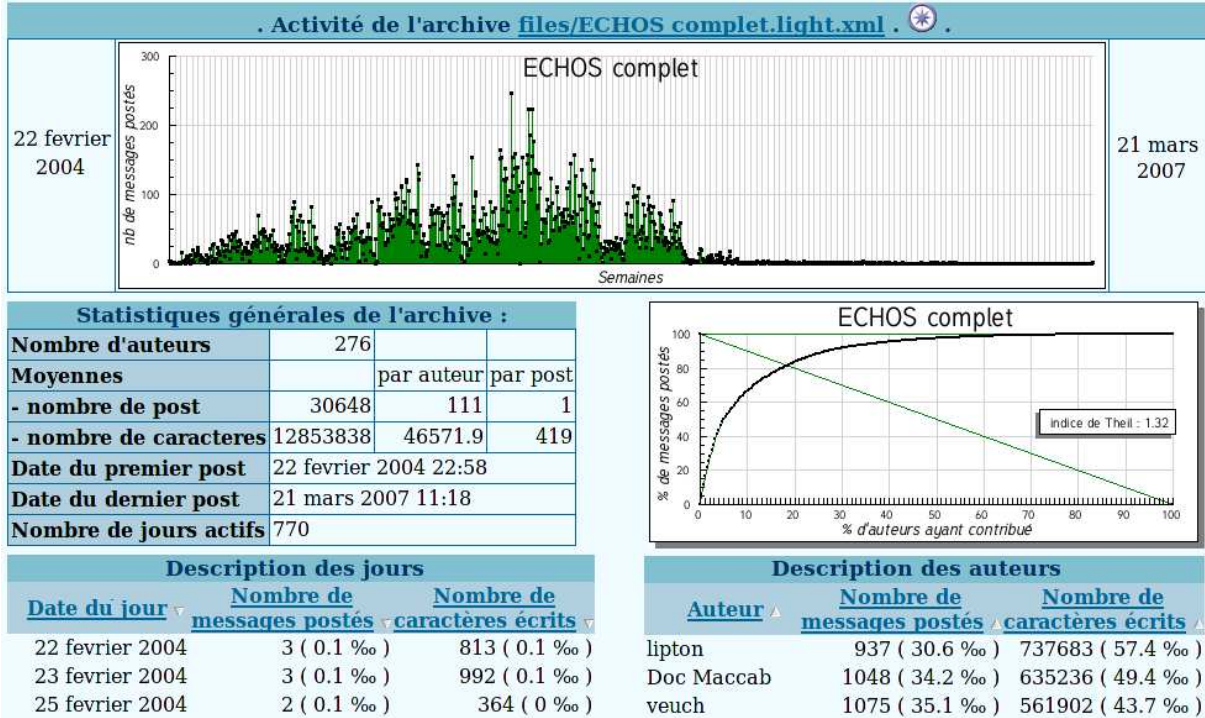 . Activité de l'archive files/ECHOS complet.light.xml . .
22 fevrier
2004
ECHOS complet
nb de messages postés
300
200
100
0
Semaines
21 mars
2007
Statistiques générales de l'archive :
Nombre d'auteurs 276
Moyennes par auteur par post
- nombre de post 30648 111 1
- nombre de caracteres 12853838 46571.9 419
Date du premier post 22 fevrier 2004 22:58
Date du dernier post 21 mars 2007 11:18
Nombre de jours actifs 770
ECHOS complet
% de messages postés
100
80
60
40
20
0
indice de Theil : 1.32
0 10 20 30 40 50 60 70 80 90 100
% d'auteurs ayant contribué
Description des jours
Date du jour Nombre de messages postés Nombre de caractères écrits
22 fevrier 2004 3 ( 0.1 ‰ ) 813 ( 0.1 ‰ )
23 fevrier 2004 3 ( 0.1 ‰ ) 992 ( 0.1 ‰ )
25 fevrier 2004 2 ( 0.1 ‰ ) 364 ( 0 ‰ )
Description des auteurs
Auteur Nombre de messages postés Nombre de caractères écrits
lipton 937 ( 30.6 ‰ ) 737683 ( 57.4 ‰ )
Doc Maccab 1048 ( 34.2 ‰ ) 635236 ( 49.4 ‰ )
veuch 1075 ( 35.1 ‰ ) 561902 ( 43.7 ‰ )